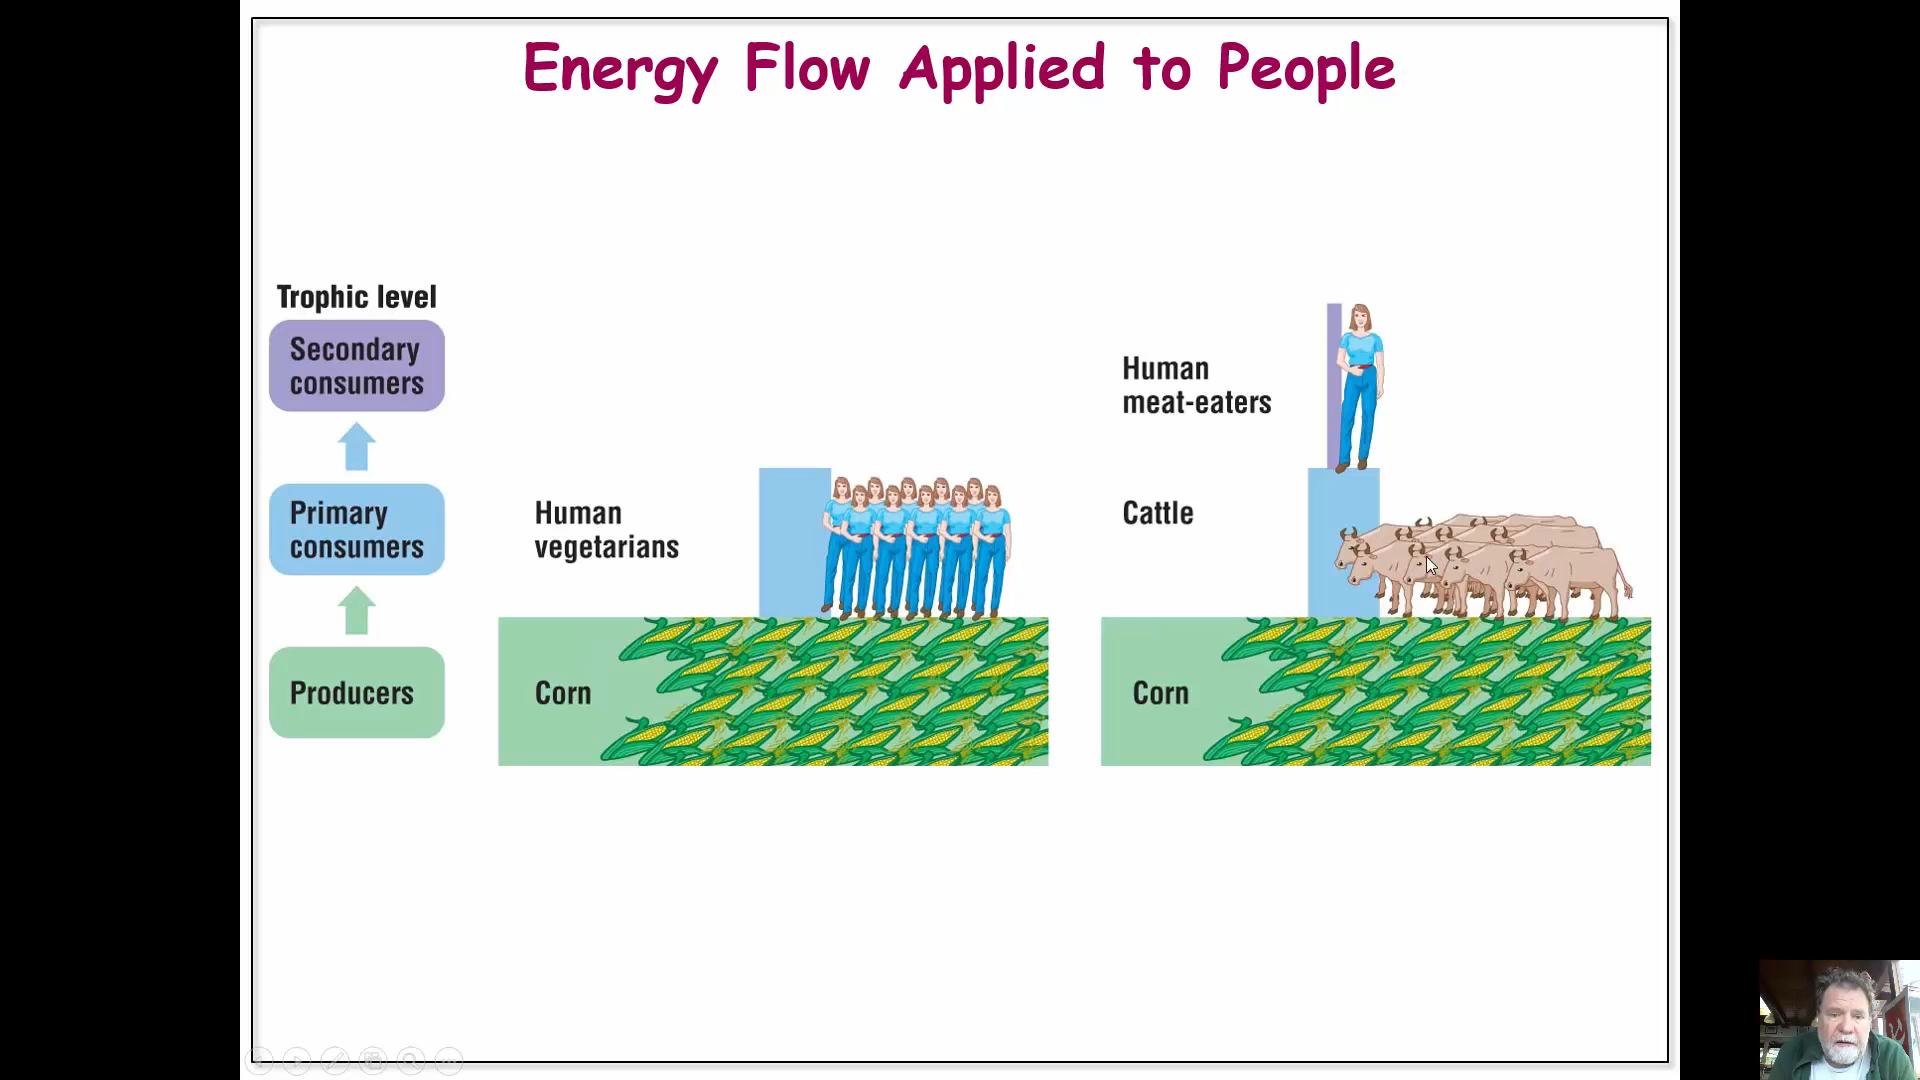 Energy Flow Applied to People
Trophic level
Secondary
consumers
Primary
consumers
Producers
Human
vegetarians
Corn
Human
meat-eaters
Cattle
Corn